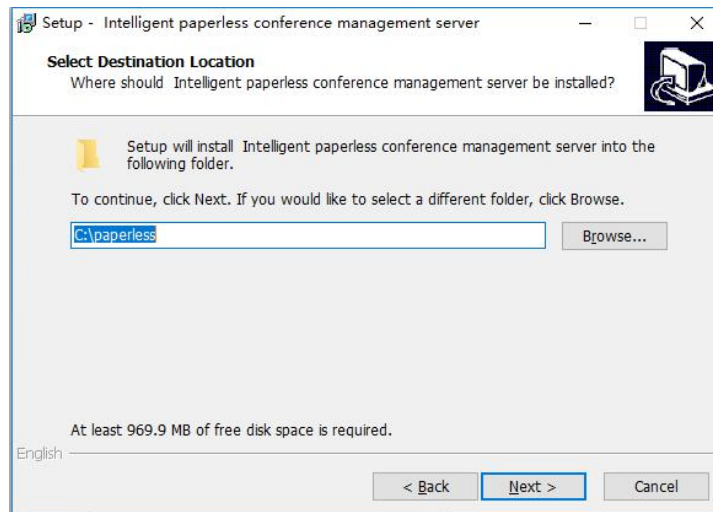 Setup -  Intelligent paperless conference management server
Select Destination Location
Where should  Intelligent paperless conference management server be installed?
Setup will install  Intelligent paperless conference management server into the
following folder.
To continue, click Next. If you would like to select a different folder, click Browse.
C:\paperless
Browse...
At least 969.9 MB of free disk space is required.
English
< Back
Next >
Cancel